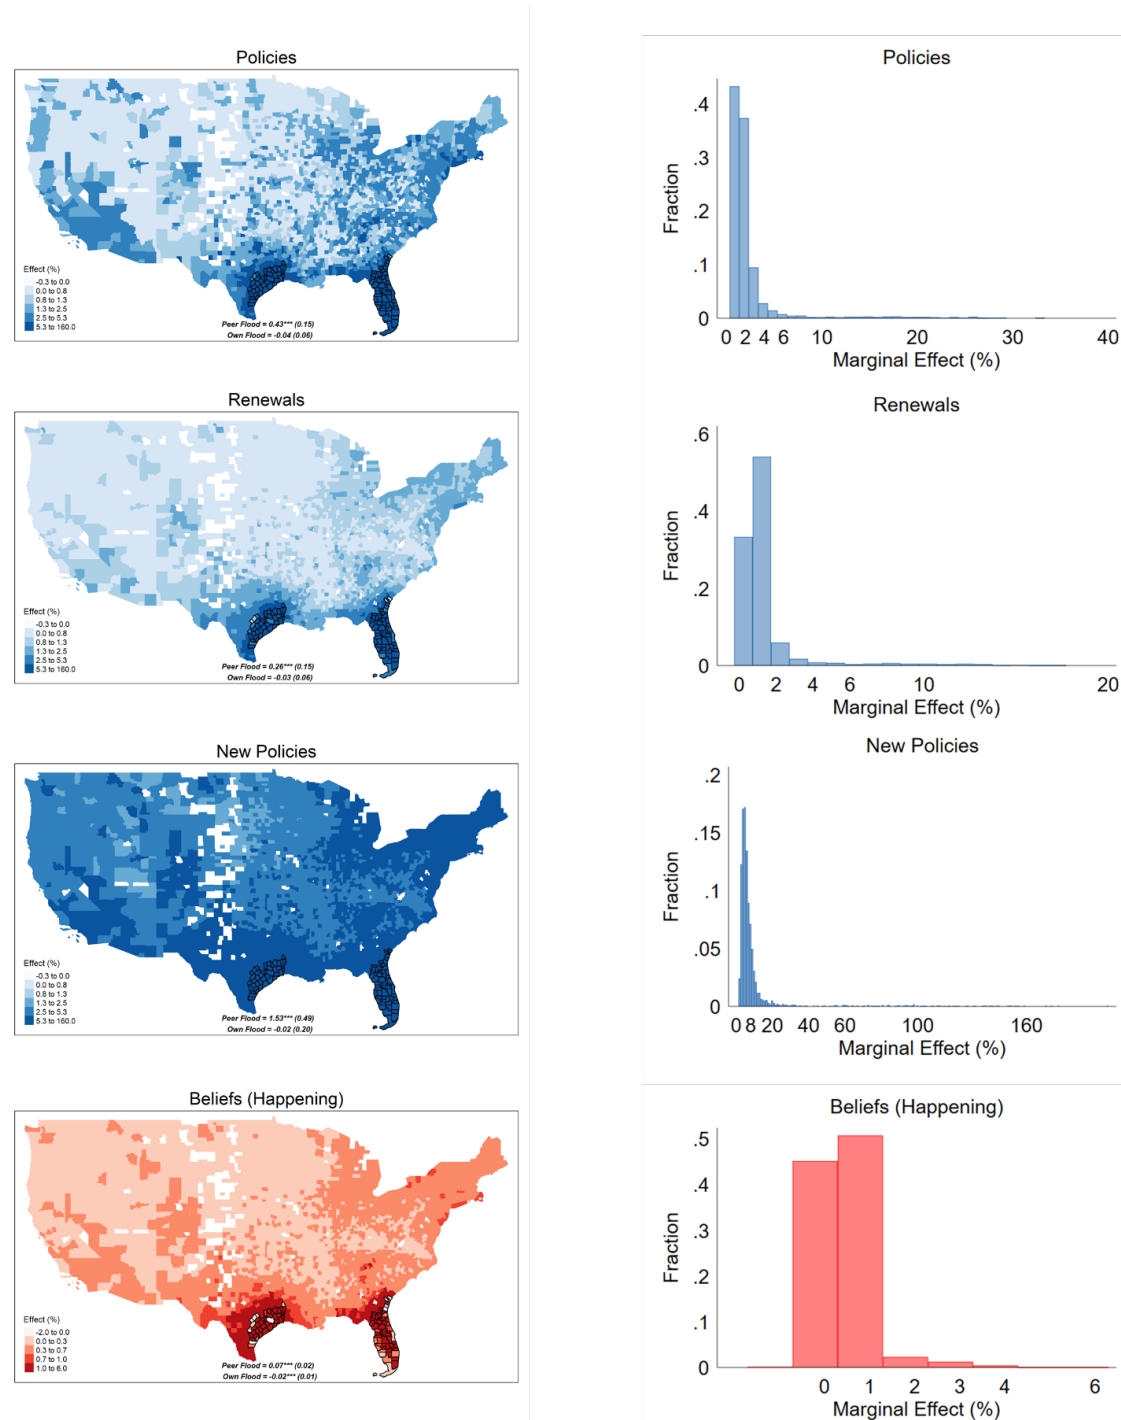 Policies
Effect (%)
-0.3 to 0.0
0.0 to 0.8
0.8 to 1.3
1.3 to 2.5
2.5 to 5.3
5.3 to 160.0
Peer Flood = 0.43*** (0.15)
Own Flood = -0.04 (0.06)
Policies
Fraction
.4
.3
.2
.1
0
0 2 4 6 10 20 30 40
Marginal Effect (%)
Renewals
Effect (%)
-0.3 to 0.0
0.0 to 0.8
0.8 to 1.3
1.3 to 2.5
2.5 to 5.3
5.3 to 160.0
Peer Flood = 0.26*** (0.15)
Own Flood = -0.03 (0.06)
Renewals
Fraction
.6
.4
.2
0
0 2 4 6 10 20
Marginal Effect (%)
New Policies
Effect (%)
-0.3 to 0.0
0.0 to 0.8
0.8 to 1.3
1.3 to 2.5
2.5 to 5.3
5.3 to 160.0
Peer Flood = 1.53*** (0.49)
Own Flood = -0.02 (0.20)
New Policies
Fraction
.2
.15
.1
.05
0
0 8 20 40 60 100 160
Marginal Effect (%)
Beliefs (Happening)
Effect (%)
-2.0 to 0.0
0.0 to 0.3
0.3 to 0.7
0.7 to 1.0
1.0 to 6.0
Peer Flood = 0.07*** (0.02)
Own Flood = -0.02*** (0.01)
Beliefs (Happening)
Fraction
.5
.4
.3
.2
.1
0
0 1 2 3 4 6
Marginal Effect (%)